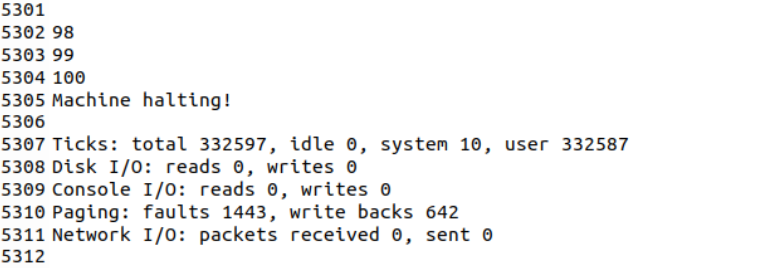 5301
5302 98
5303 99
5304 100
5305 Machine halting!
5306
5307 Ticks: total 332597, idle 0, system 10, user 332587
5308 Disk I/O: reads 0, writes 0
5309 Console I/O: reads 0, writes 0
5310 Paging: faults 1443, write backs 642
5311 Network I/O: packets received 0, sent 0
5312